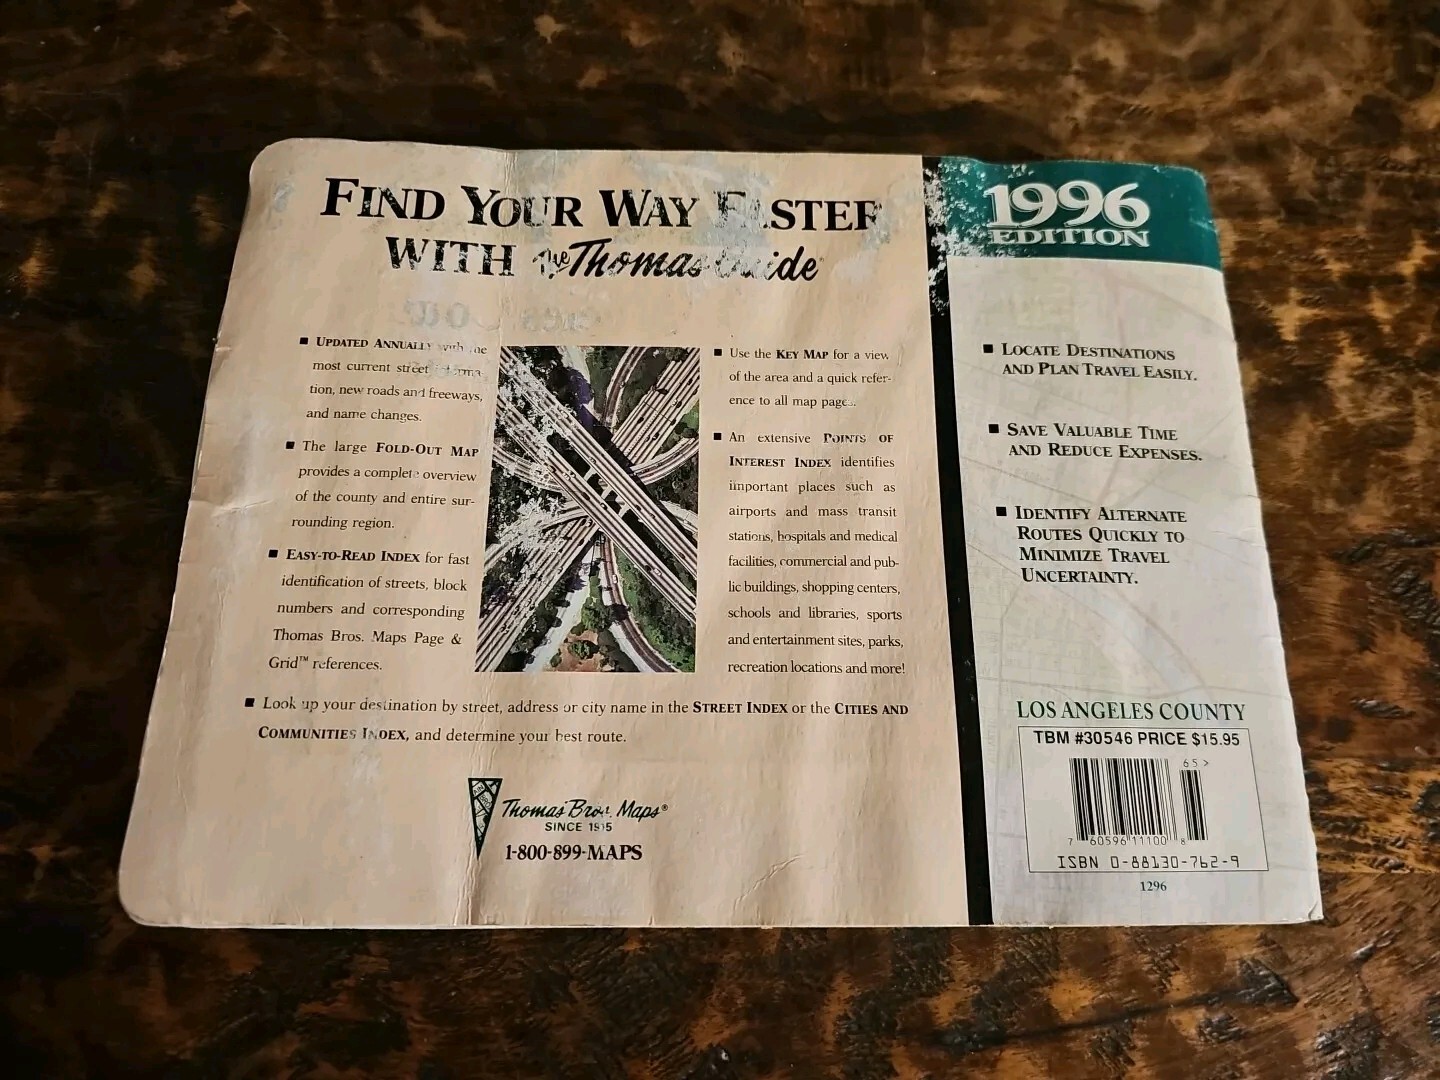 FIND YOUR WAY FASTER
WITH The Thomas Guide
UPDATED ANNUALLY with the
most current street informa-
tion, new roads and freeways,
and name changes.
The large FOLD-OUT MAP
provides a complete overview
of the county and entire sur-
rounding region.
EASY-TO-READ INDEX for fast
identification of streets, block
numbers and corresponding
Thomas Bros. Maps Page &
Grid™ references.
Use the KEY MAP for a view
of the area and a quick refer-
ence to all map pages.
An extensive POINTS OF
INTEREST INDEX identifies
important places such as
airports and mass transit
stations, hospitals and medical
facilities, commercial and pub-
lic buildings, shopping centers,
schools and libraries, sports
and entertainment sites, parks,
recreation locations and more!
Look up your destination by street, address or city name in the STREET INDEX or the CITIES AND
COMMUNITIES INDEX, and determine your best route.
Thomas Bros. Maps®
SINCE 1915
1-800-899-MAPS
1996
EDITION
LOCATE DESTINATIONS
AND PLAN TRAVEL EASILY.
SAVE VALUABLE TIME
AND REDUCE EXPENSES.
IDENTIFY ALTERNATE
ROUTES QUICKLY TO
MINIMIZE TRAVEL
UNCERTAINTY.
LOS ANGELES COUNTY
TBM #30546 PRICE $15.95
65>
7 60596 11100 8
ISBN 0-88130-762-9
1296